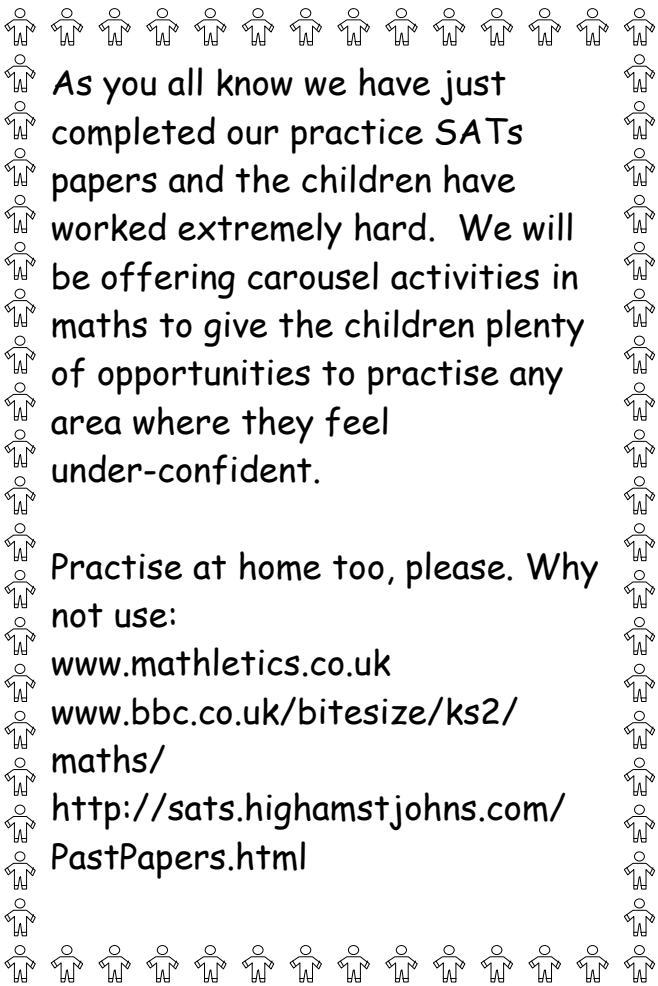 As you all know we have just
completed our practice SATs
papers and the children have
worked extremely hard.  We will
be offering carousel activities in
maths to give the children plenty
of opportunities to practise any
area where they feel
under-confident.

Practise at home too, please. Why
not use:
www.mathletics.co.uk
www.bbc.co.uk/bitesize/ks2/
maths/
http://sats.highamstjohns.com/
PastPapers.html